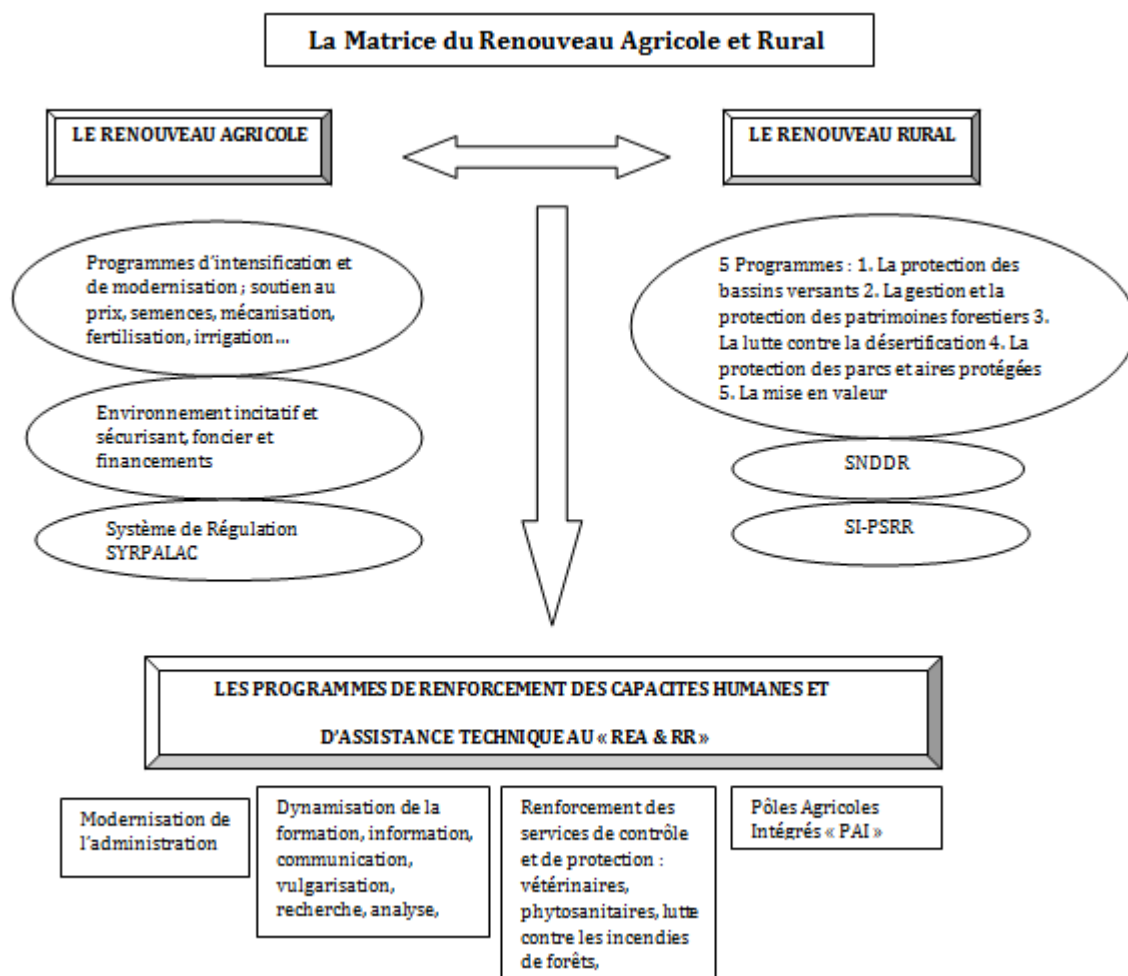 La Matrice du Renouveau Agricole et Rural
LE RENOUVEAU AGRICOLE
LE RENOUVEAU RURAL
Programmes d'intensification et
de modernisation ; soutien au
prix, semences, mécanisation,
fertilisation, irrigation...
Environnement incitatif et
sécurisant, foncier et
financements
Système de Régulation
SYRPALAC
5 Programmes : 1. La protection des
bassins versants 2. La gestion et la
protection des patrimoines forestiers 3.
La lutte contre la désertification 4. La
protection des parcs et aires protégées
5. La mise en valeur
SNDDR
SI-PSRR
LES PROGRAMMES DE RENFORCEMENT DES CAPACITES HUMANES ET
D'ASSISTANCE TECHNIQUE AU « REA & RR »
Modernisation de
l'administration
Dynamisation de la
formation, information,
communication,
vulgarisation,
recherche, analyse,
Renforcement des
services de contrôle
et de protection :
vétérinaires,
phytosanitaires, lutte
contre les incendies
de forêts,
Pôles Agricoles
Intégrés « PAI »